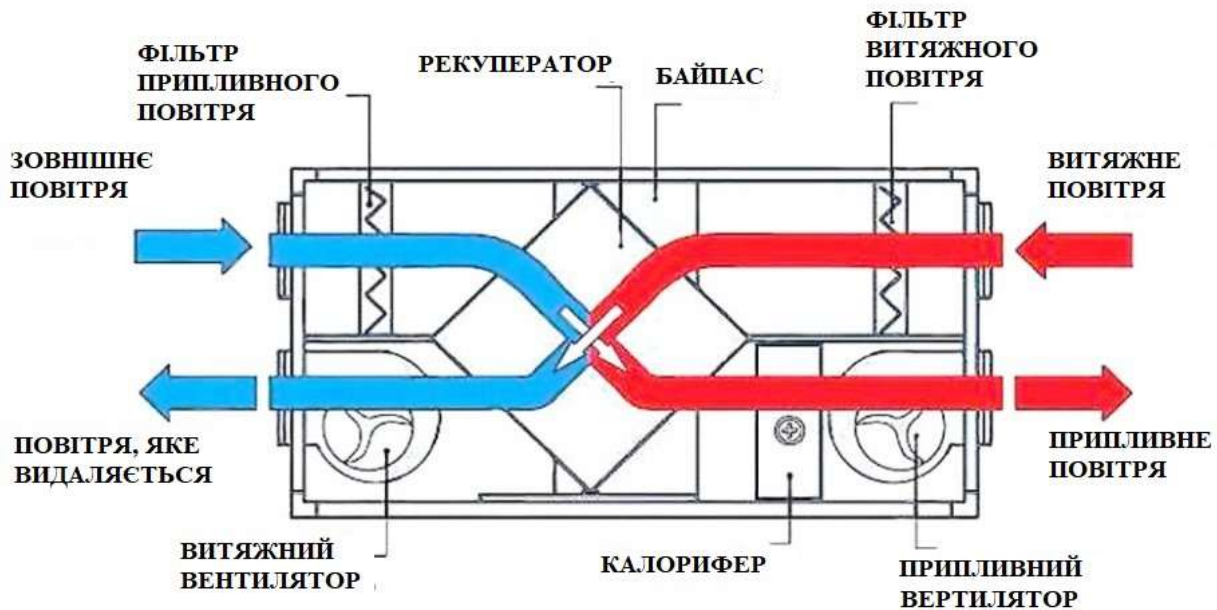 ФІЛЬТР
ПРИПЛИВНОГО
ПОВІТРЯ
РЕКУПЕРАТОР
БАЙПАС
ФІЛЬТР
ВИТЯЖНОГО
ПОВІТРЯ
ЗОВНІШНЄ
ПОВІТРЯ
ВИТЯЖНЕ
ПОВІТРЯ
ПОВІТРЯ, ЯКЕ
ВИДАЛЯЄТЬСЯ
ПРИПЛИВНЕ
ПОВІТРЯ
ВИТЯЖНИЙ
ВЕНТИЛЯТОР
КАЛОРИФЕР
ПРИПЛИВНИЙ
ВЕРТИЛЯТОР